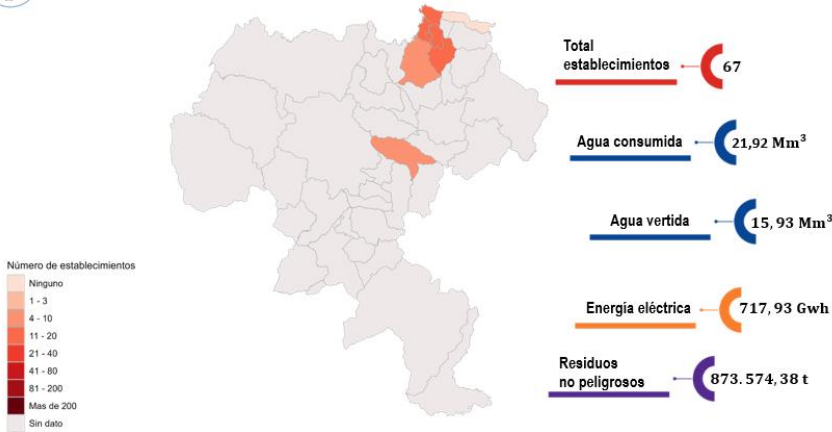 Total
establecimientos
67
Agua consumida
21,92 Mm³
Agua vertida
15,93 Mm³
Energía eléctrica
717,93 Gwh
Residuos
no peligrosos
873.574,38 t
Número de establecimientos
Ninguno
1 - 3
4 - 10
11 - 20
21 - 40
41 - 80
81 - 200
Mas de 200
Sin dato